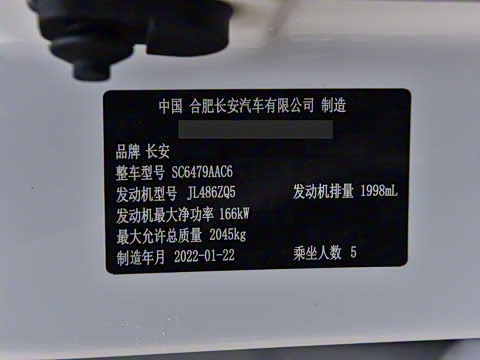 中国 合肥长安汽车有限公司 制造
品牌 长安
整车型号 SC6479AAC6
发动机型号 JL486ZQ5 发动机排量 1998mL
发动机最大净功率 166kW
最大允许总质量 2045kg
制造年月 2022-01-22 乘坐人数 5